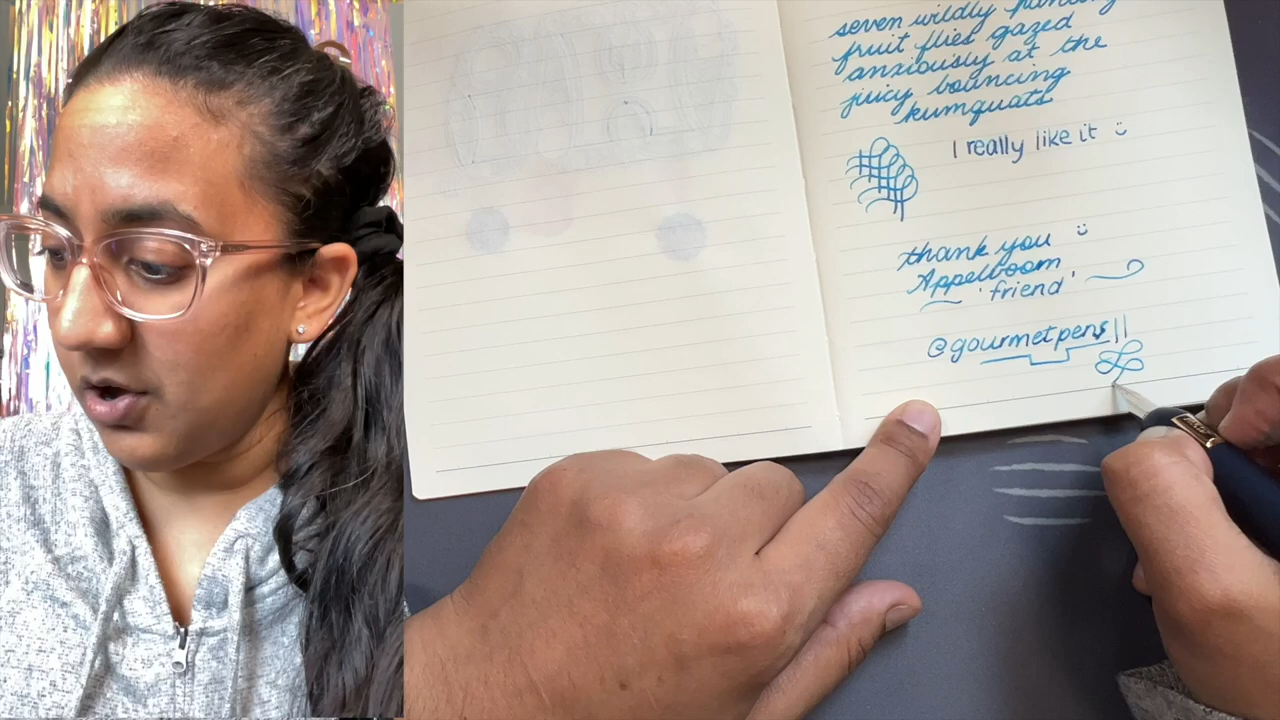 seven wildly
fruit flies gazed
anxiously at the
juicy bouncing
kumquats
I really like it :)
thank you :)
Appelboom
'friend'
@gourmetpens